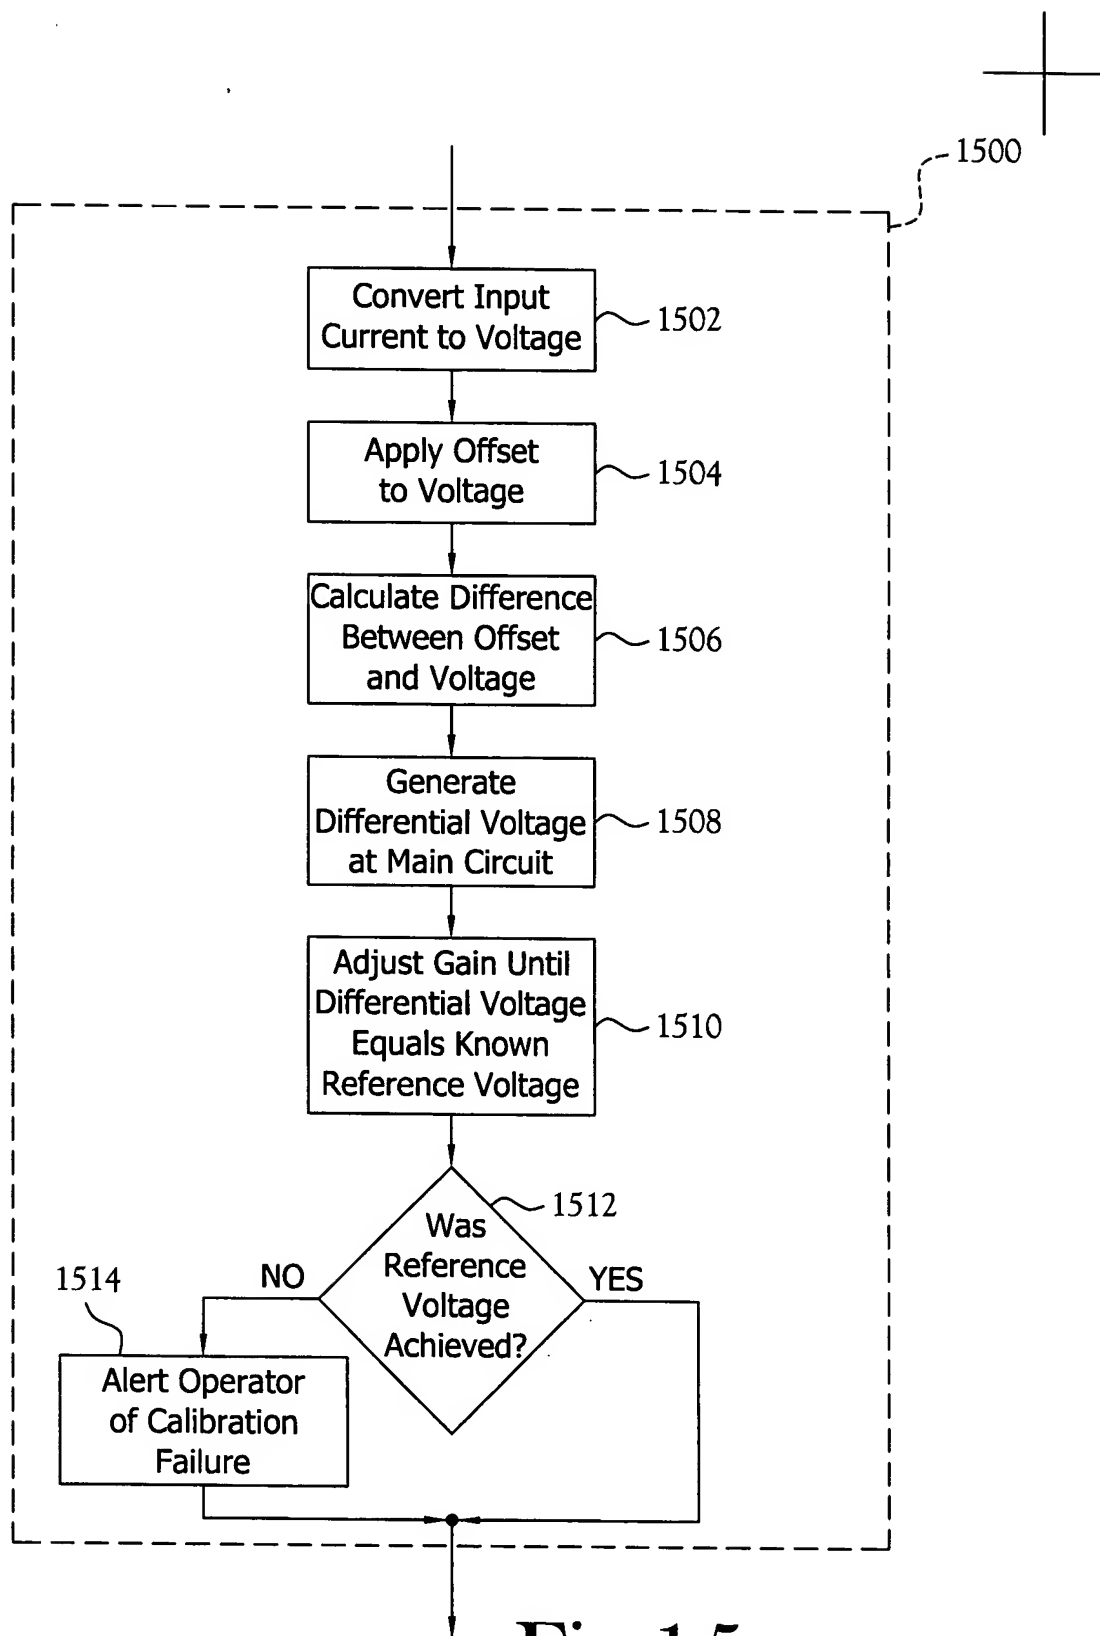 1500
Convert Input
Current to Voltage
1502
Apply Offset
to Voltage
1504
Calculate Difference
Between Offset
and Voltage
1506
Generate
Differential Voltage
at Main Circuit
1508
Adjust Gain Until
Differential Voltage
Equals Known
Reference Voltage
1510
1512
Was
Reference
Voltage
Achieved?
NO
YES
1514
Alert Operator
of Calibration
Failure
Fig. 15